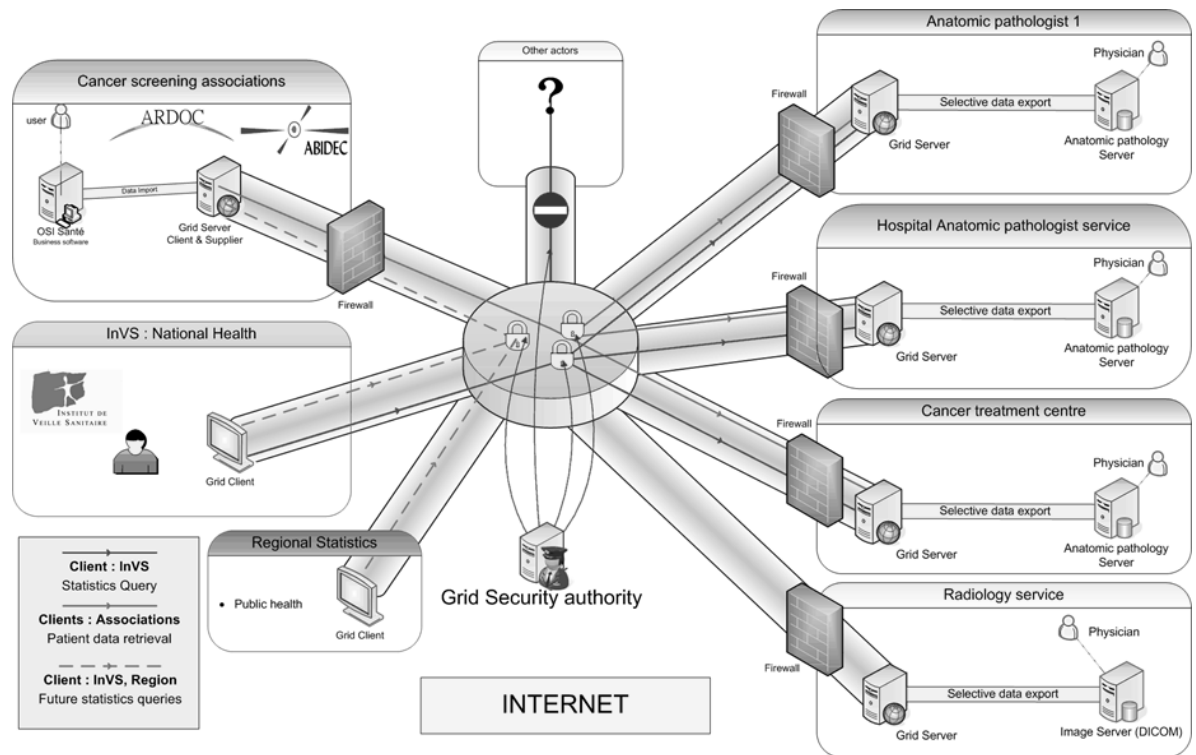 Other actors
?
Cancer screening associations
user
ARDOC
ABIDEC
Data Import
OSI Santé
Business software
Grid Server
Client & Supplier
Firewall
InVS : National Health
INSTITUT DE
VEILLE SANITAIRE
Grid Client
Regional Statistics
• Public health
Grid Client
Client : InVS
Statistics Query
Clients : Associations
Patient data retrieval
Client : InVS, Region
Future statistics queries
Grid Security authority
INTERNET
Anatomic pathologist 1
Physician
Firewall
Selective data export
Grid Server
Anatomic pathology
Server
Hospital Anatomic pathologist service
Physician
Firewall
Selective data export
Grid Server
Anatomic pathology
Server
Cancer treatment centre
Firewall
Physician
Selective data export
Grid Server
Anatomic pathology
Server
Radiology service
Physician
Firewall
Selective data export
Grid Server
Image Server (DICOM)